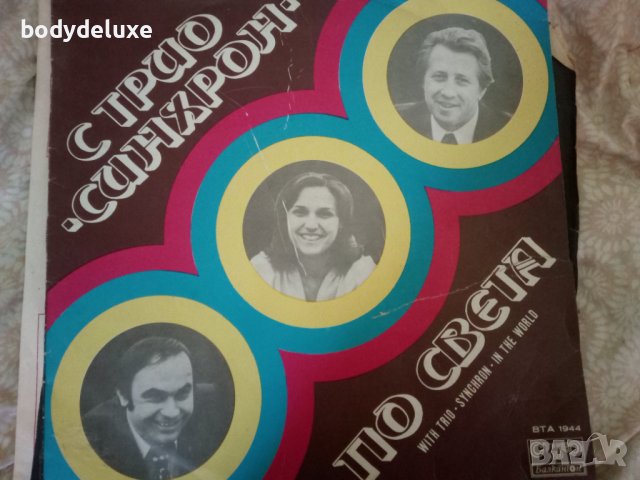 bodydeluxe
С ТРИО
·СИНХРОН·
ПО СВЕТА
WITH TRIO - SYNCHRON - IN THE WORLD
ВТА 1944
Балкантон